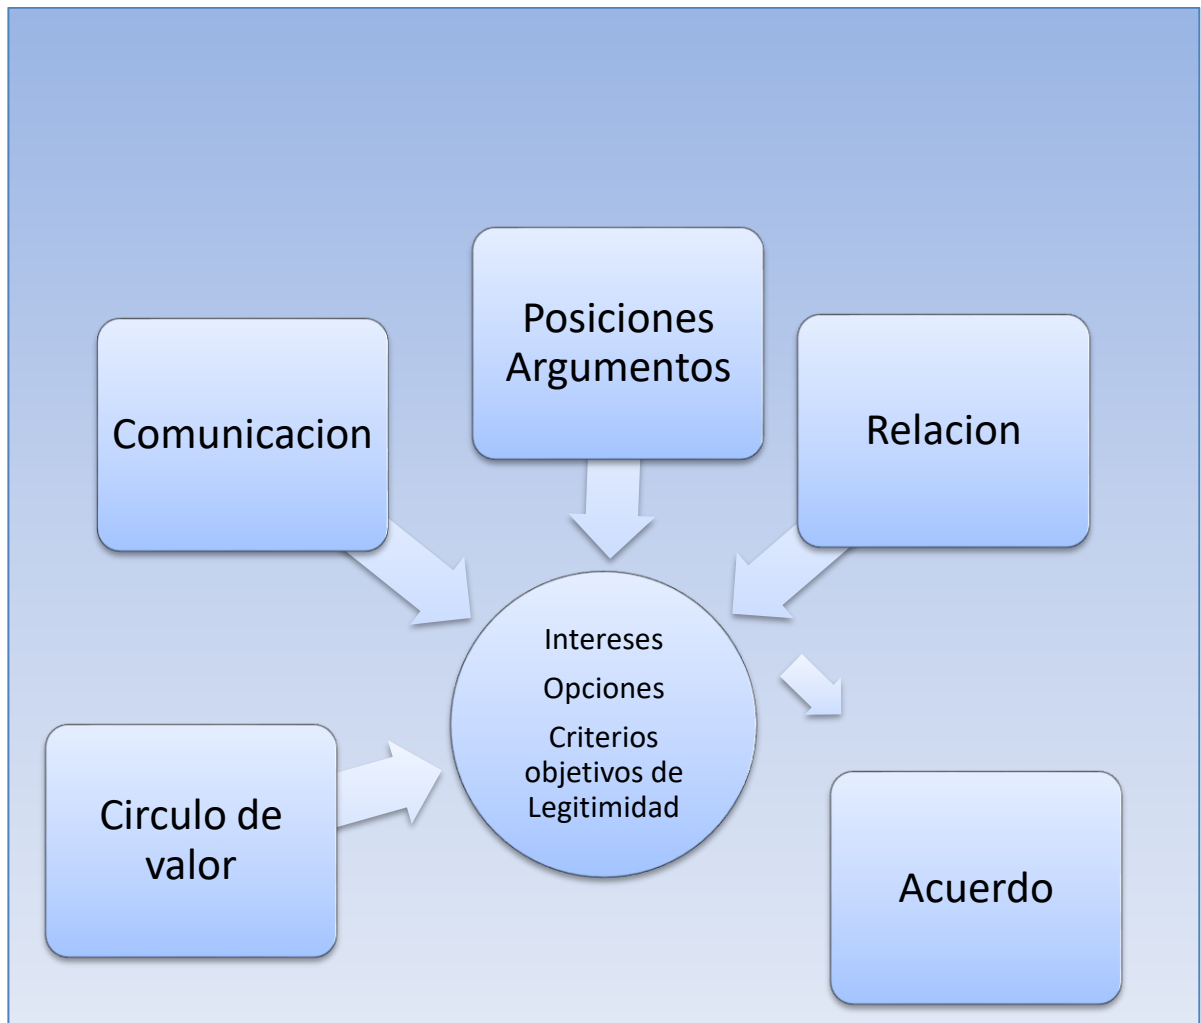 Posiciones
Argumentos
Comunicacion
Relacion
Intereses
Opciones
Criterios
objetivos de
Legitimidad
Circulo de
valor
Acuerdo